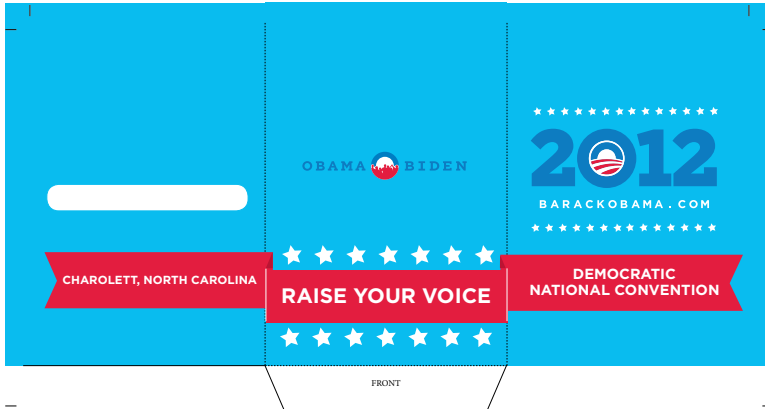 CHAROLETT, NORTH CAROLINA
OBAMA BIDEN
RAISE YOUR VOICE
FRONT
2012
BARACKOBAMA.COM
DEMOCRATIC
NATIONAL CONVENTION